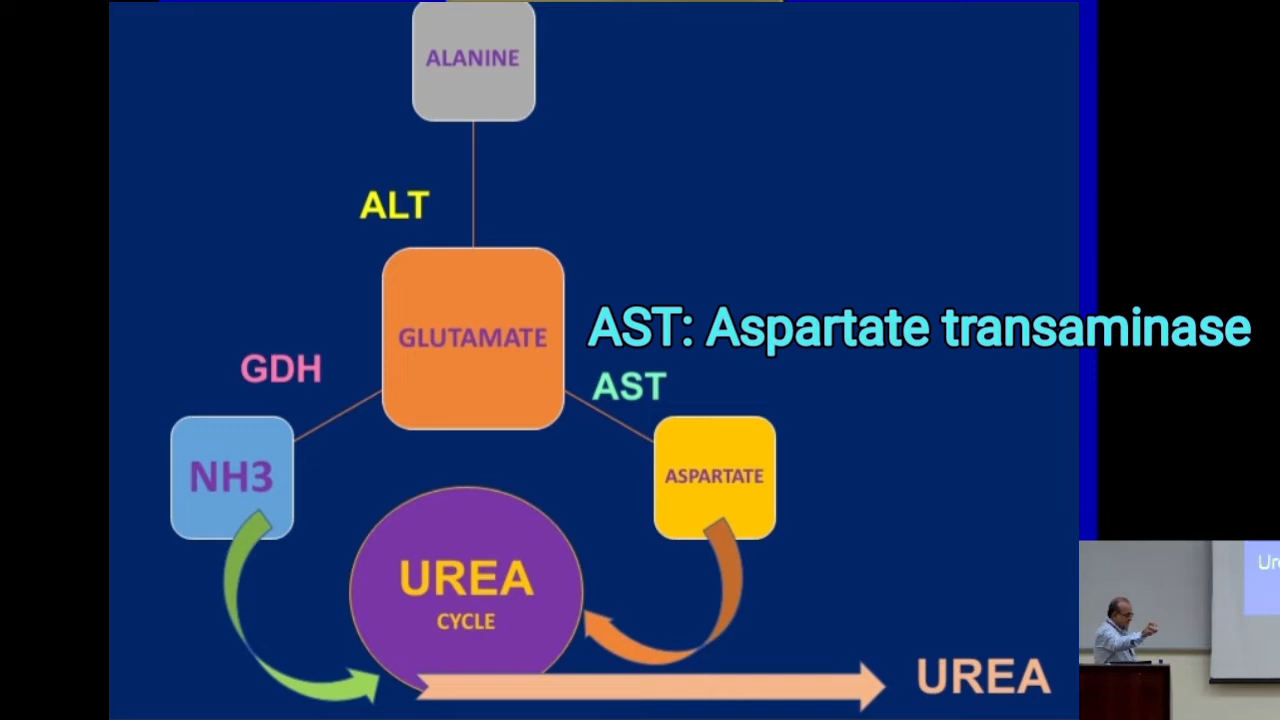 ALANINE
ALT
GLUTAMATE
AST: Aspartate transaminase
GDH
AST
NH3
ASPARTATE
UREA
CYCLE
UREA